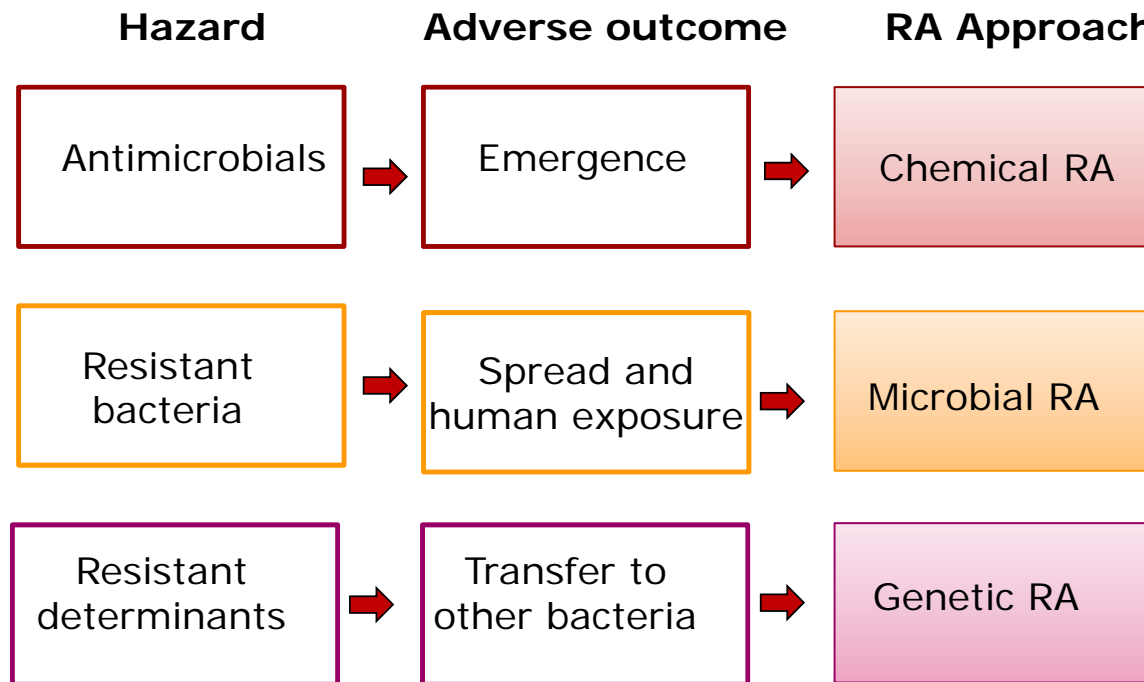 Hazard
Adverse outcome
RA Approach
Antimicrobials
Emergence
Chemical RA
Resistant
bacteria
Spread and
human exposure
Microbial RA
Resistant
determinants
Transfer to
other bacteria
Genetic RA